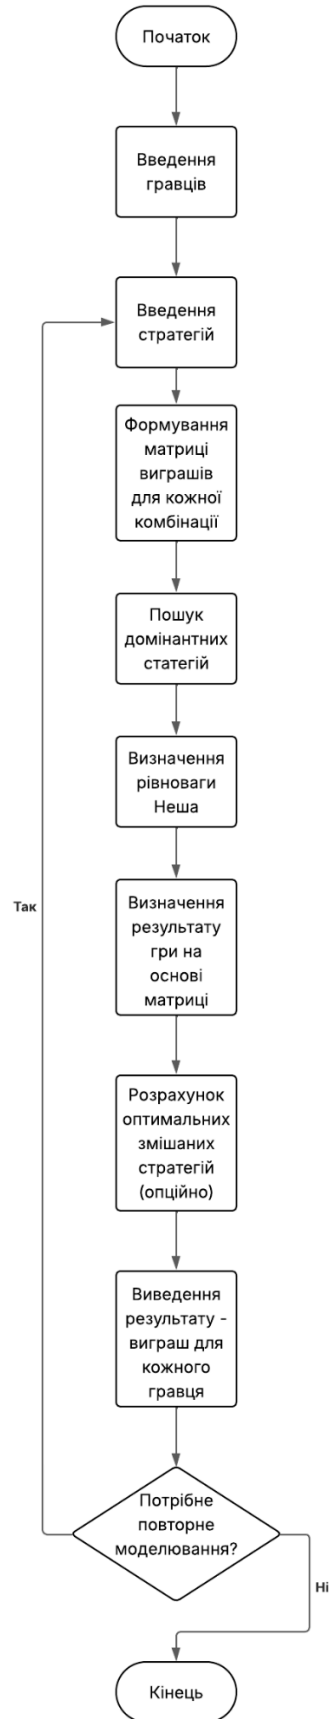 Початок
Введення
гравців
Введення
стратегій
Формування
матриці
виграшів
для кожної
комбінації
Пошук
домінантних
статегій
Визначення
рівноваги
Неша
Так
Визначення
результату
гри на
основі
матриці
Розрахунок
оптимальних
змішаних
стратегій
(опційно)
Виведення
результату -
виграш для
кожного
гравця
Потрібне
повторне
моделювання?
Ні
Кінець